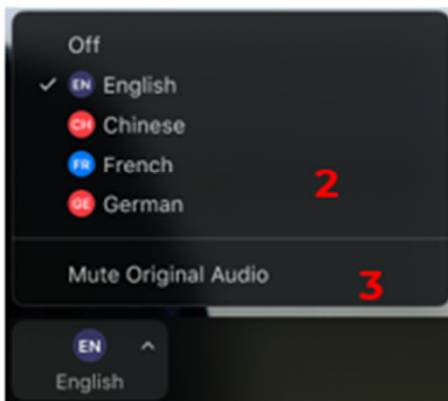 Off
EN English
CH Chinese
FR French
GE German
2
Mute Original Audio
3
EN
English